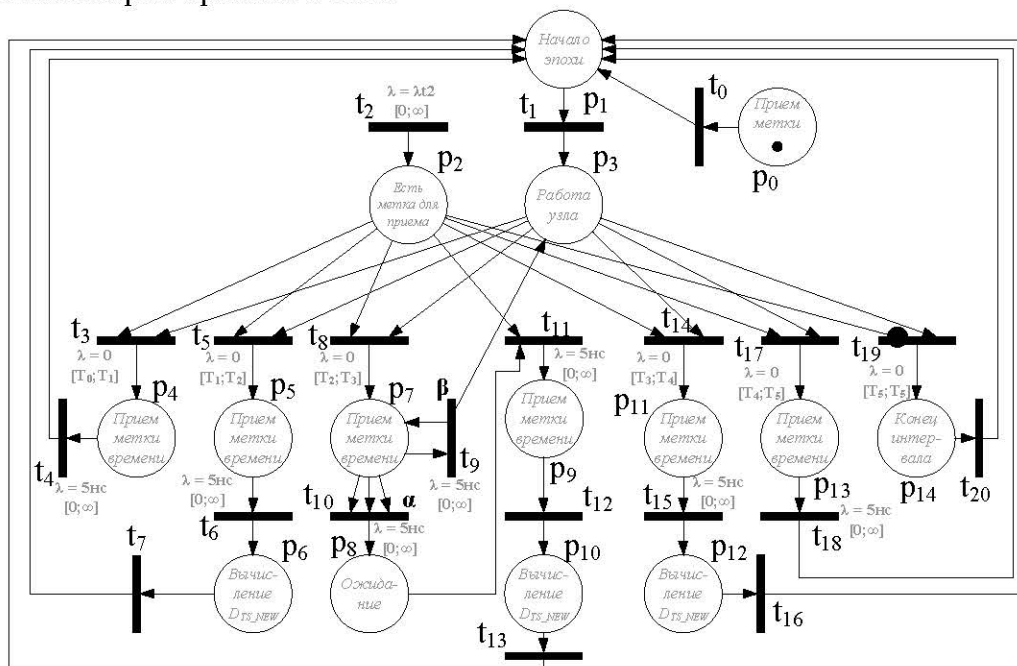 Начало
эпохи
λ = λt2
[0;∞]
t2
t1
p1
t0
Прием
метки
p0
p2
p3
Есть
метка для
приема
Работа
узла
t3
λ = 0
[T0;T1]
t5
λ = 0
[T1;T2]
t8
λ = 0
[T2;T3]
t11
λ = 5нс
[0;∞]
t14
λ = 0
[T3;T4]
t17
λ = 0
[T4;T5]
t19
λ = 0
[T5;T5]
p4
Прием
метки
времени
t4
λ = 5нс
[0;∞]
p5
Прием
метки
времени
λ = 5нс
[0;∞]
t6
p7
Прием
метки
времени
β
t9
λ = 5нс
[0;∞]
t10
α
λ = 5нс
[0;∞]
Прием
метки
времени
p9
t12
p11
Прием
метки
времени
λ = 5нс
[0;∞]
t15
Прием
метки
времени
p13
λ = 5нс
[0;∞]
t18
Конец
интер-
вала
p14
t20
t7
p6
Вычис-
ление
DTS_NEW
p8
Ожида-
ние
p10
Вычис-
ление
DTS_NEW
t13
p12
Вычис-
ление
DTS_NEW
t16